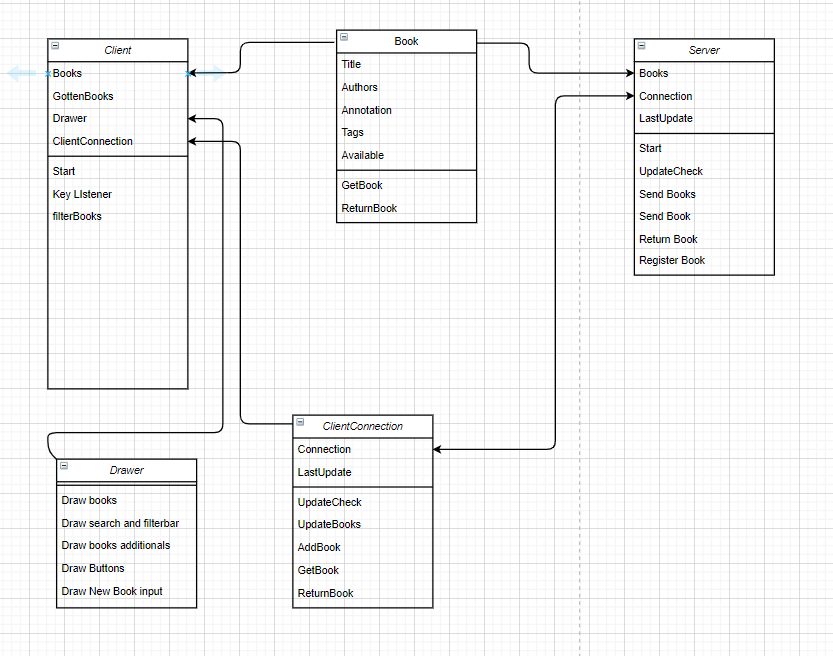 Client
Books
GottenBooks
Drawer
ClientConnection
Start
Key LIstener
filterBooks
Book
Title
Authors
Annotation
Tags
Available
GetBook
ReturnBook
Server
Books
Connection
LastUpdate
Start
UpdateCheck
Send Books
Send Book
Return Book
Register Book
Drawer
Draw books
Draw search and filterbar
Draw books additionals
Draw Buttons
Draw New Book input
ClientConnection
Connection
LastUpdate
UpdateCheck
UpdateBooks
AddBook
GetBook
ReturnBook